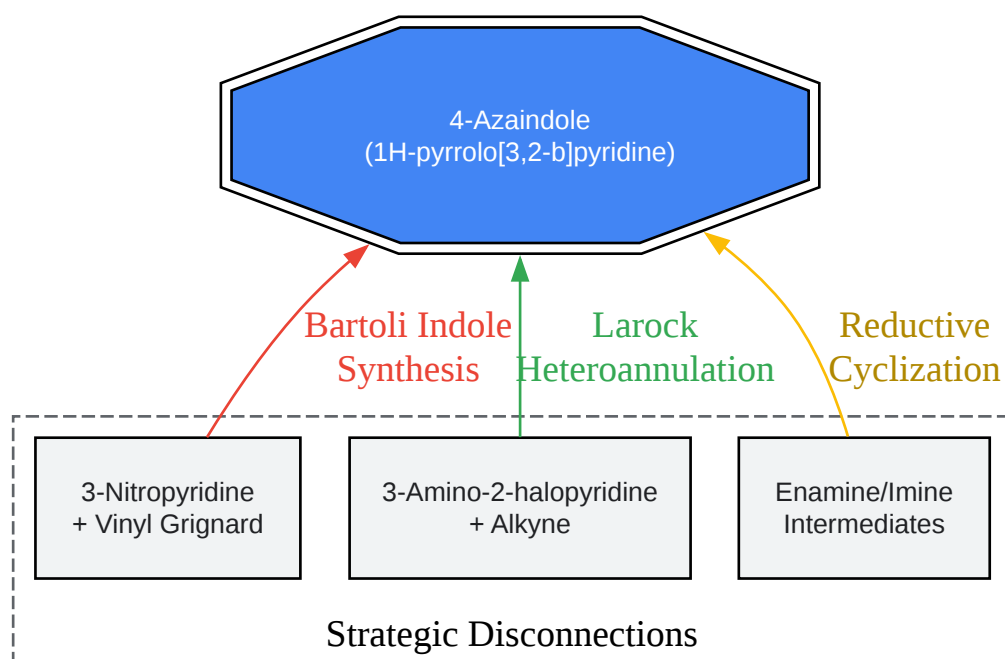 4-Azaindole
(1H-pyrrolo[3,2-b]pyridine)
Bartoli Indole
Synthesis
Larock
Heteroannulation
Reductive
Cyclization
3-Nitropyridine
+ Vinyl Grignard
3-Amino-2-halopyridine
+ Alkyne
Enamine/Imine
Intermediates
Strategic Disconnections